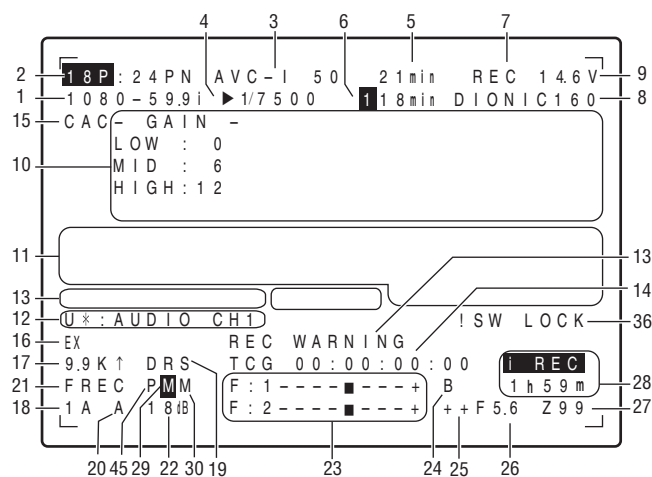 4 3 6 5 7
2 18P:24PN AVC-I 50 21min REC 14.6V 9
1 1080-59.9i ▶1/7500 118min DIONIC160 8
15 CAC- GAIN -
LOW : 0
10 MID : 6
HIGH:12
11
13 13
14
12 U*:AUDIO CH1 !SW LOCK 36
16 EX REC WARNING
17 9.9K↑ DRS TCG 00:00:00:00 i REC
21 FREC PMM F:1----■----+ B 1h59m 28
18 1A A 18dB F:2----■----+ ++F5.6 Z99 27
20 45 29 22 30 19 23 24 25 26